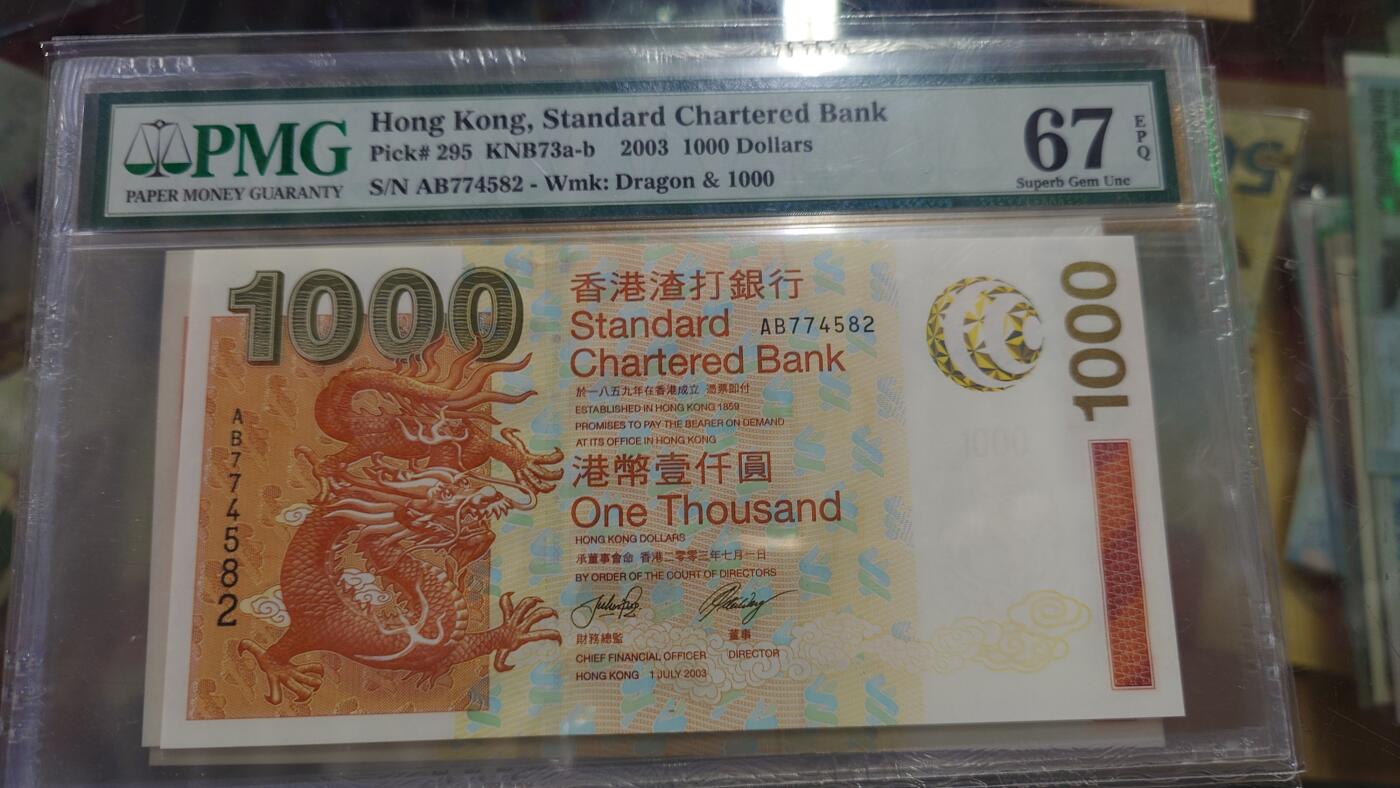 PMG
PAPER MONEY GUARANTY
Hong Kong, Standard Chartered Bank
Pick# 295 KNB73a-b 2003 1000 Dollars
S/N AB774582 - Wmk: Dragon & 1000
67
EPQ
Superb Gem Unc
1000
香港渣打銀行
Standard
AB774582
Chartered Bank
於一八五九年在香港成立 憑票即付
ESTABLISHED IN HONG KONG 1859
PROMISES TO PAY THE BEARER ON DEMAND
AT ITS OFFICE IN HONG KONG
港幣壹仟圓
One Thousand
HONG KONG DOLLARS
承董事會命 香港二零零三年七月一日
BY ORDER OF THE COURT OF DIRECTORS
財務總監
董事
CHIEF FINANCIAL OFFICER
DIRECTOR
HONG KONG 1 JULY 2003
AB774582
1000